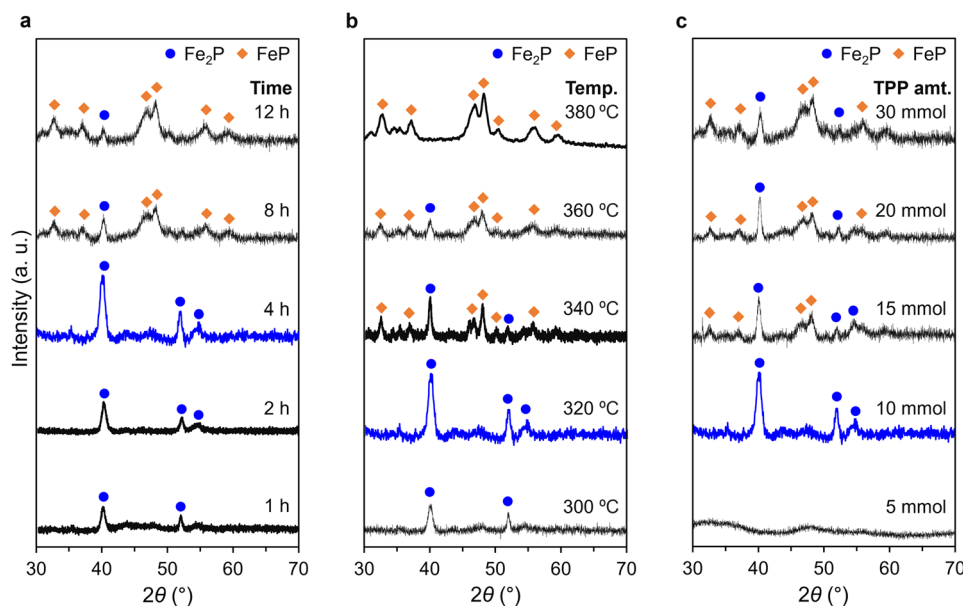 a
Fe₂P FeP
Time
12 h
8 h
4 h
2 h
1 h
30 40 50 60 70
2θ (°)
Intensity (a. u.)
b
Fe₂P FeP
Temp.
380 ºC
360 ºC
340 ºC
320 ºC
300 ºC
30 40 50 60 70
2θ (°)
c
Fe₂P FeP
TPP amt.
30 mmol
20 mmol
15 mmol
10 mmol
5 mmol
30 40 50 60 70
2θ (°)